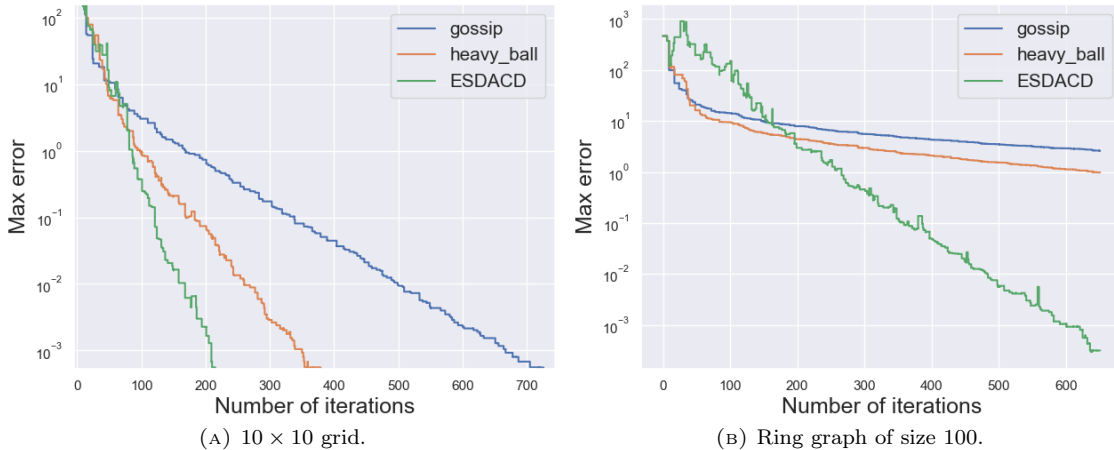 gossip
heavy_ball
ESDACD
Max error
10²
10¹
10⁰
10⁻¹
10⁻²
10⁻³
0 100 200 300 400 500 600 700
Number of iterations
(A) 10 × 10 grid.
gossip
heavy_ball
ESDACD
Max error
10³
10²
10¹
10⁰
10⁻¹
10⁻²
10⁻³
0 100 200 300 400 500 600
Number of iterations
(B) Ring graph of size 100.